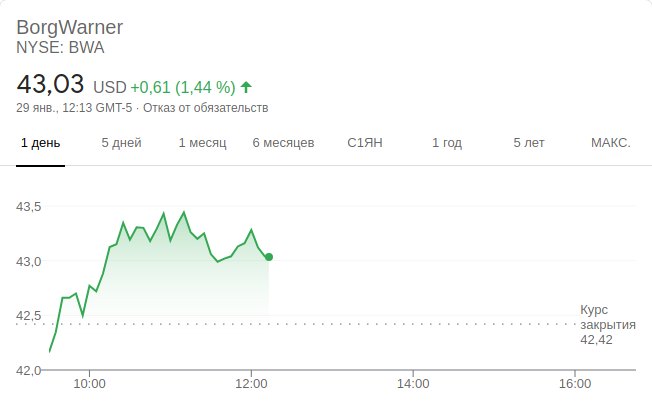 BorgWarner
NYSE: BWA
43,03 USD +0,61 (1,44 %)
29 янв., 12:13 GMT-5 · Отказ от обязательств
1 день 5 дней 1 месяц 6 месяцев С1ЯН 1 год 5 лет МАКС.
43,5
43,0
42,5
Курс
закрытия
42,42
42,0
10:00 12:00 14:00 16:00